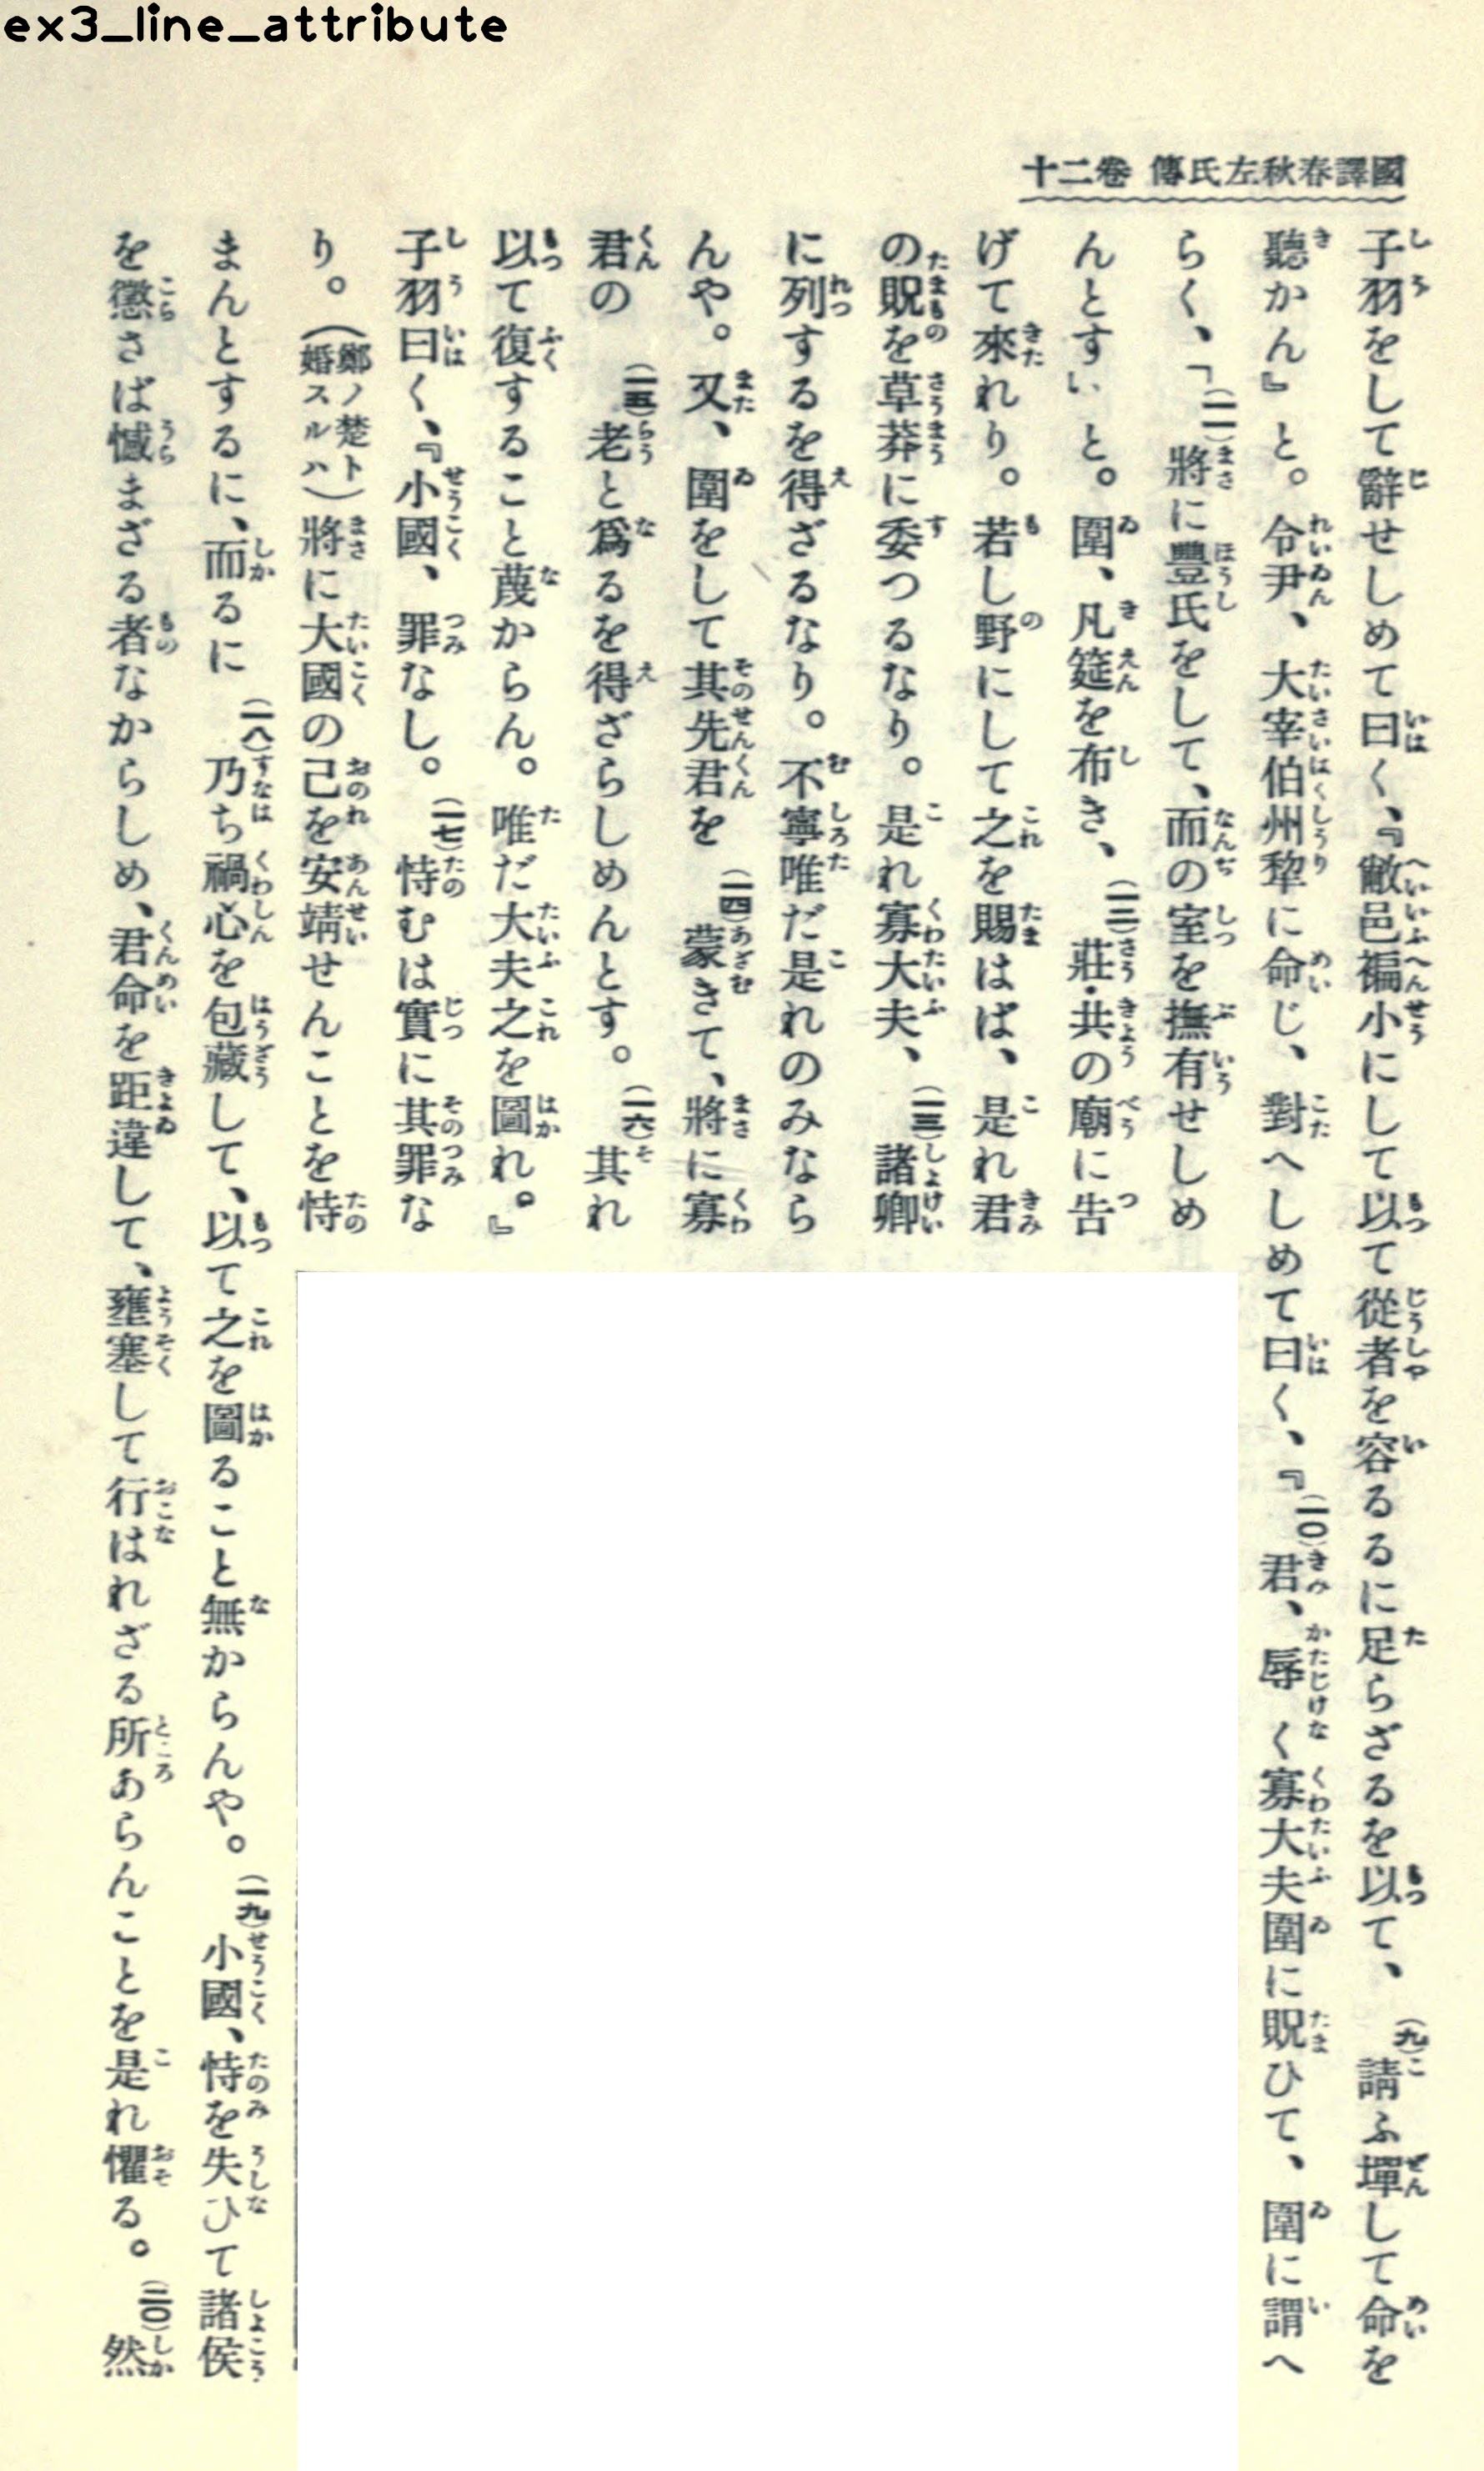 ex3_line_attribute
國譯春秋左氏傳 卷二十
子羽をして辭せしめて曰く、『敝邑褊小にして以て從者を容るるに足らざるを以て、(九)請ふ墠して命を
聽かん』と。令尹、大宰伯州犂に命じ、對へしめて曰く、『(一〇)君、辱く寡大夫圍に貺ひて、圍に謂へ
らく、「(一一)將に豐氏をして、而の室を撫有せしめ
んとす」と。圍、凡筵を布き、(一二)莊・共の廟に告
げて來れり。若し野にして之を賜はば、是れ君
の貺を草莽に委つるなり。是れ寡大夫、(一三)諸卿
に列するを得ざるなり。不寧唯だ是れのみなら
んや。又、圍をして其先君を(一四)蒙きて、將に寡
君の(一五)老と爲るを得ざらしめんとす。(一六)其れ
以て復すること蔑からん。唯だ大夫之を圖れ。』
子羽曰く、『小國、罪なし。(一七)恃むは實に其罪な
り。(鄭ノ楚ト婚スルハ)將に大國の己を安靖せんことを恃
まんとするに、而るに(一八)乃ち禍心を包藏して、以て之を圖ること無からんや。(一九)小國、恃を失ひて諸侯
を懲さば憾まざる者なからしめ、君命を距違して、壅塞して行はれざる所あらんことを是れ懼る。(二〇)然